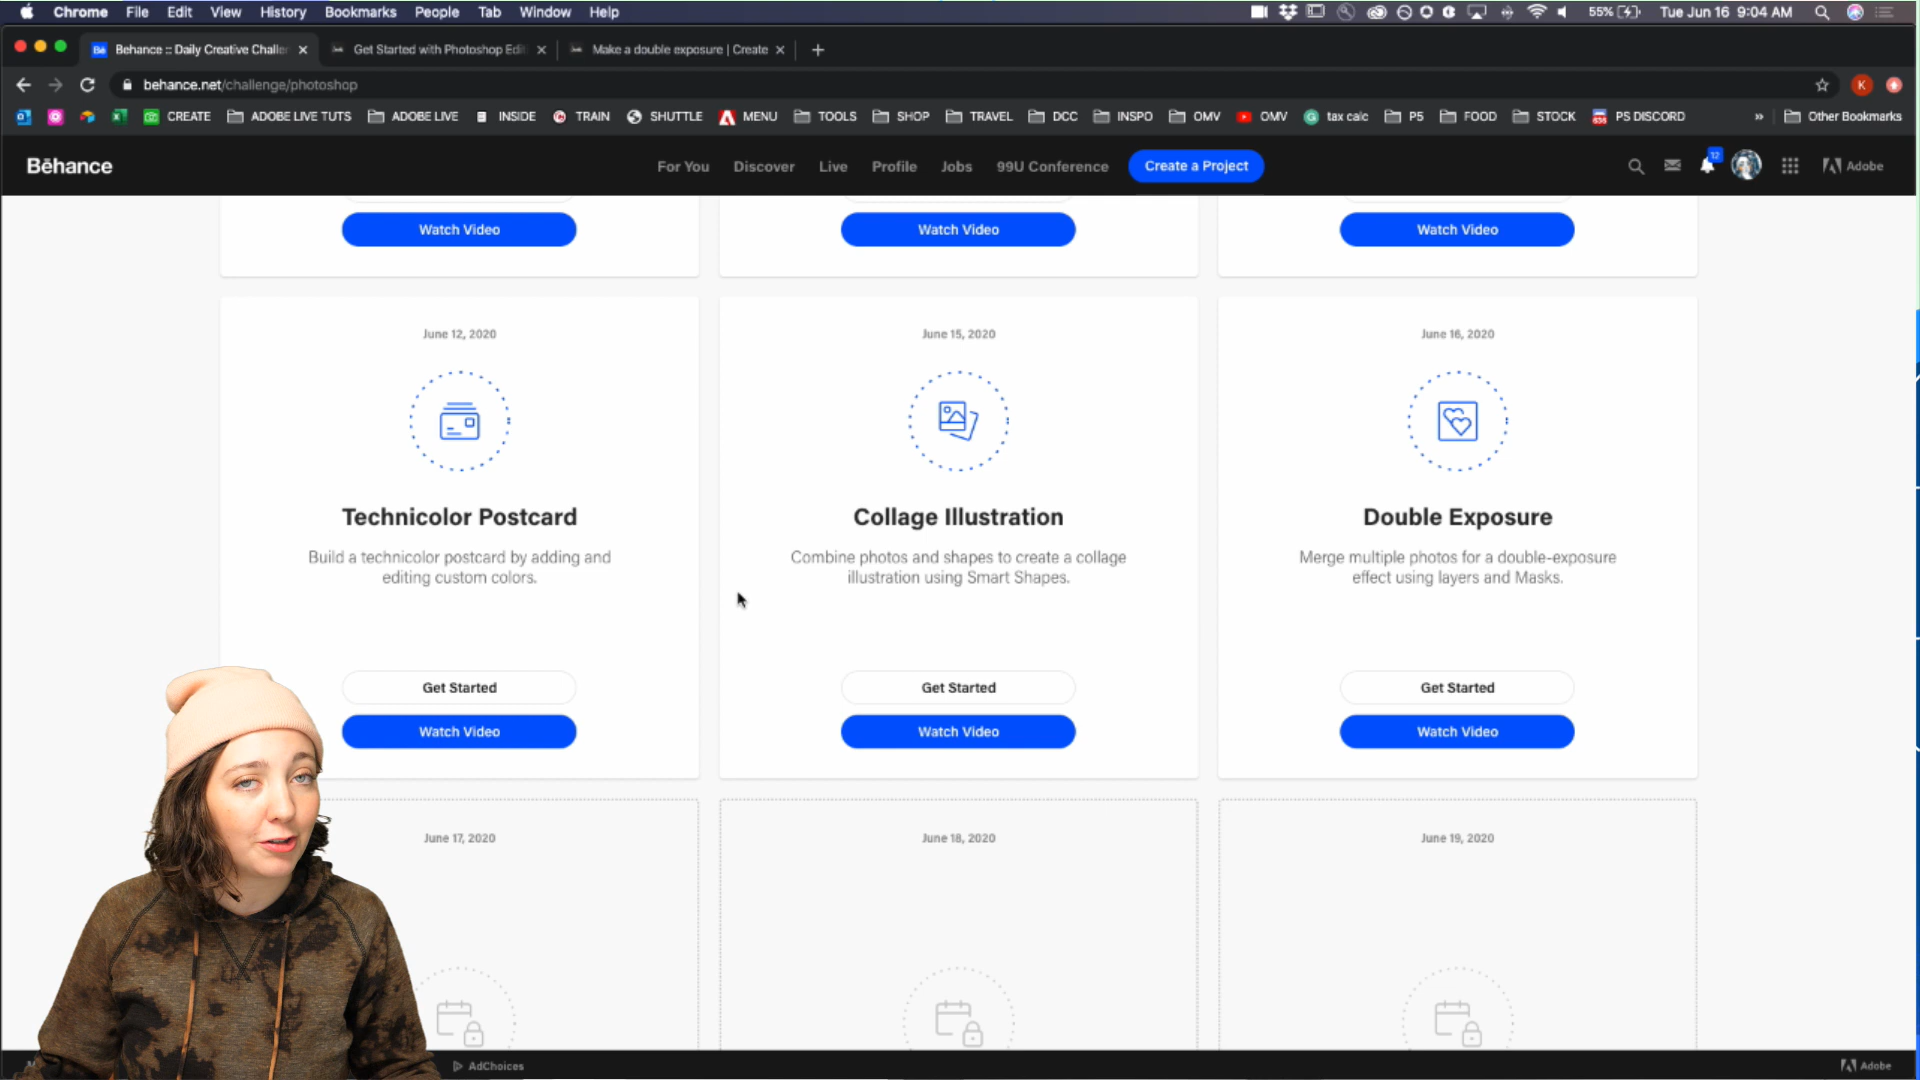 Chrome File Edit View History Bookmarks People Tab Window Help 55% Tue Jun 16 9:04 AM
Bē Behance :: Daily Creative Challe Get Started with Photoshop Edi Make a double exposure | Create
behance.net/challenge/photoshop K
CREATE ADOBE LIVE TUTS ADOBE LIVE INSIDE TRAIN SHUTTLE MENU TOOLS SHOP TRAVEL DCC INSPO OMV OMV tax calc P5 FOOD STOCK PS DISCORD » Other Bookmarks
Bēhance For You Discover Live Profile Jobs 99U Conference Create a Project 12 Adobe
Watch Video Watch Video Watch Video
June 12, 2020
Technicolor Postcard
Build a technicolor postcard by adding and
editing custom colors.
Get Started
Watch Video
June 15, 2020
Collage Illustration
Combine photos and shapes to create a collage
illustration using Smart Shapes.
Get Started
Watch Video
June 16, 2020
Double Exposure
Merge multiple photos for a double-exposure
effect using layers and Masks.
Get Started
Watch Video
June 17, 2020
June 18, 2020
June 19, 2020
AdChoices Adobe